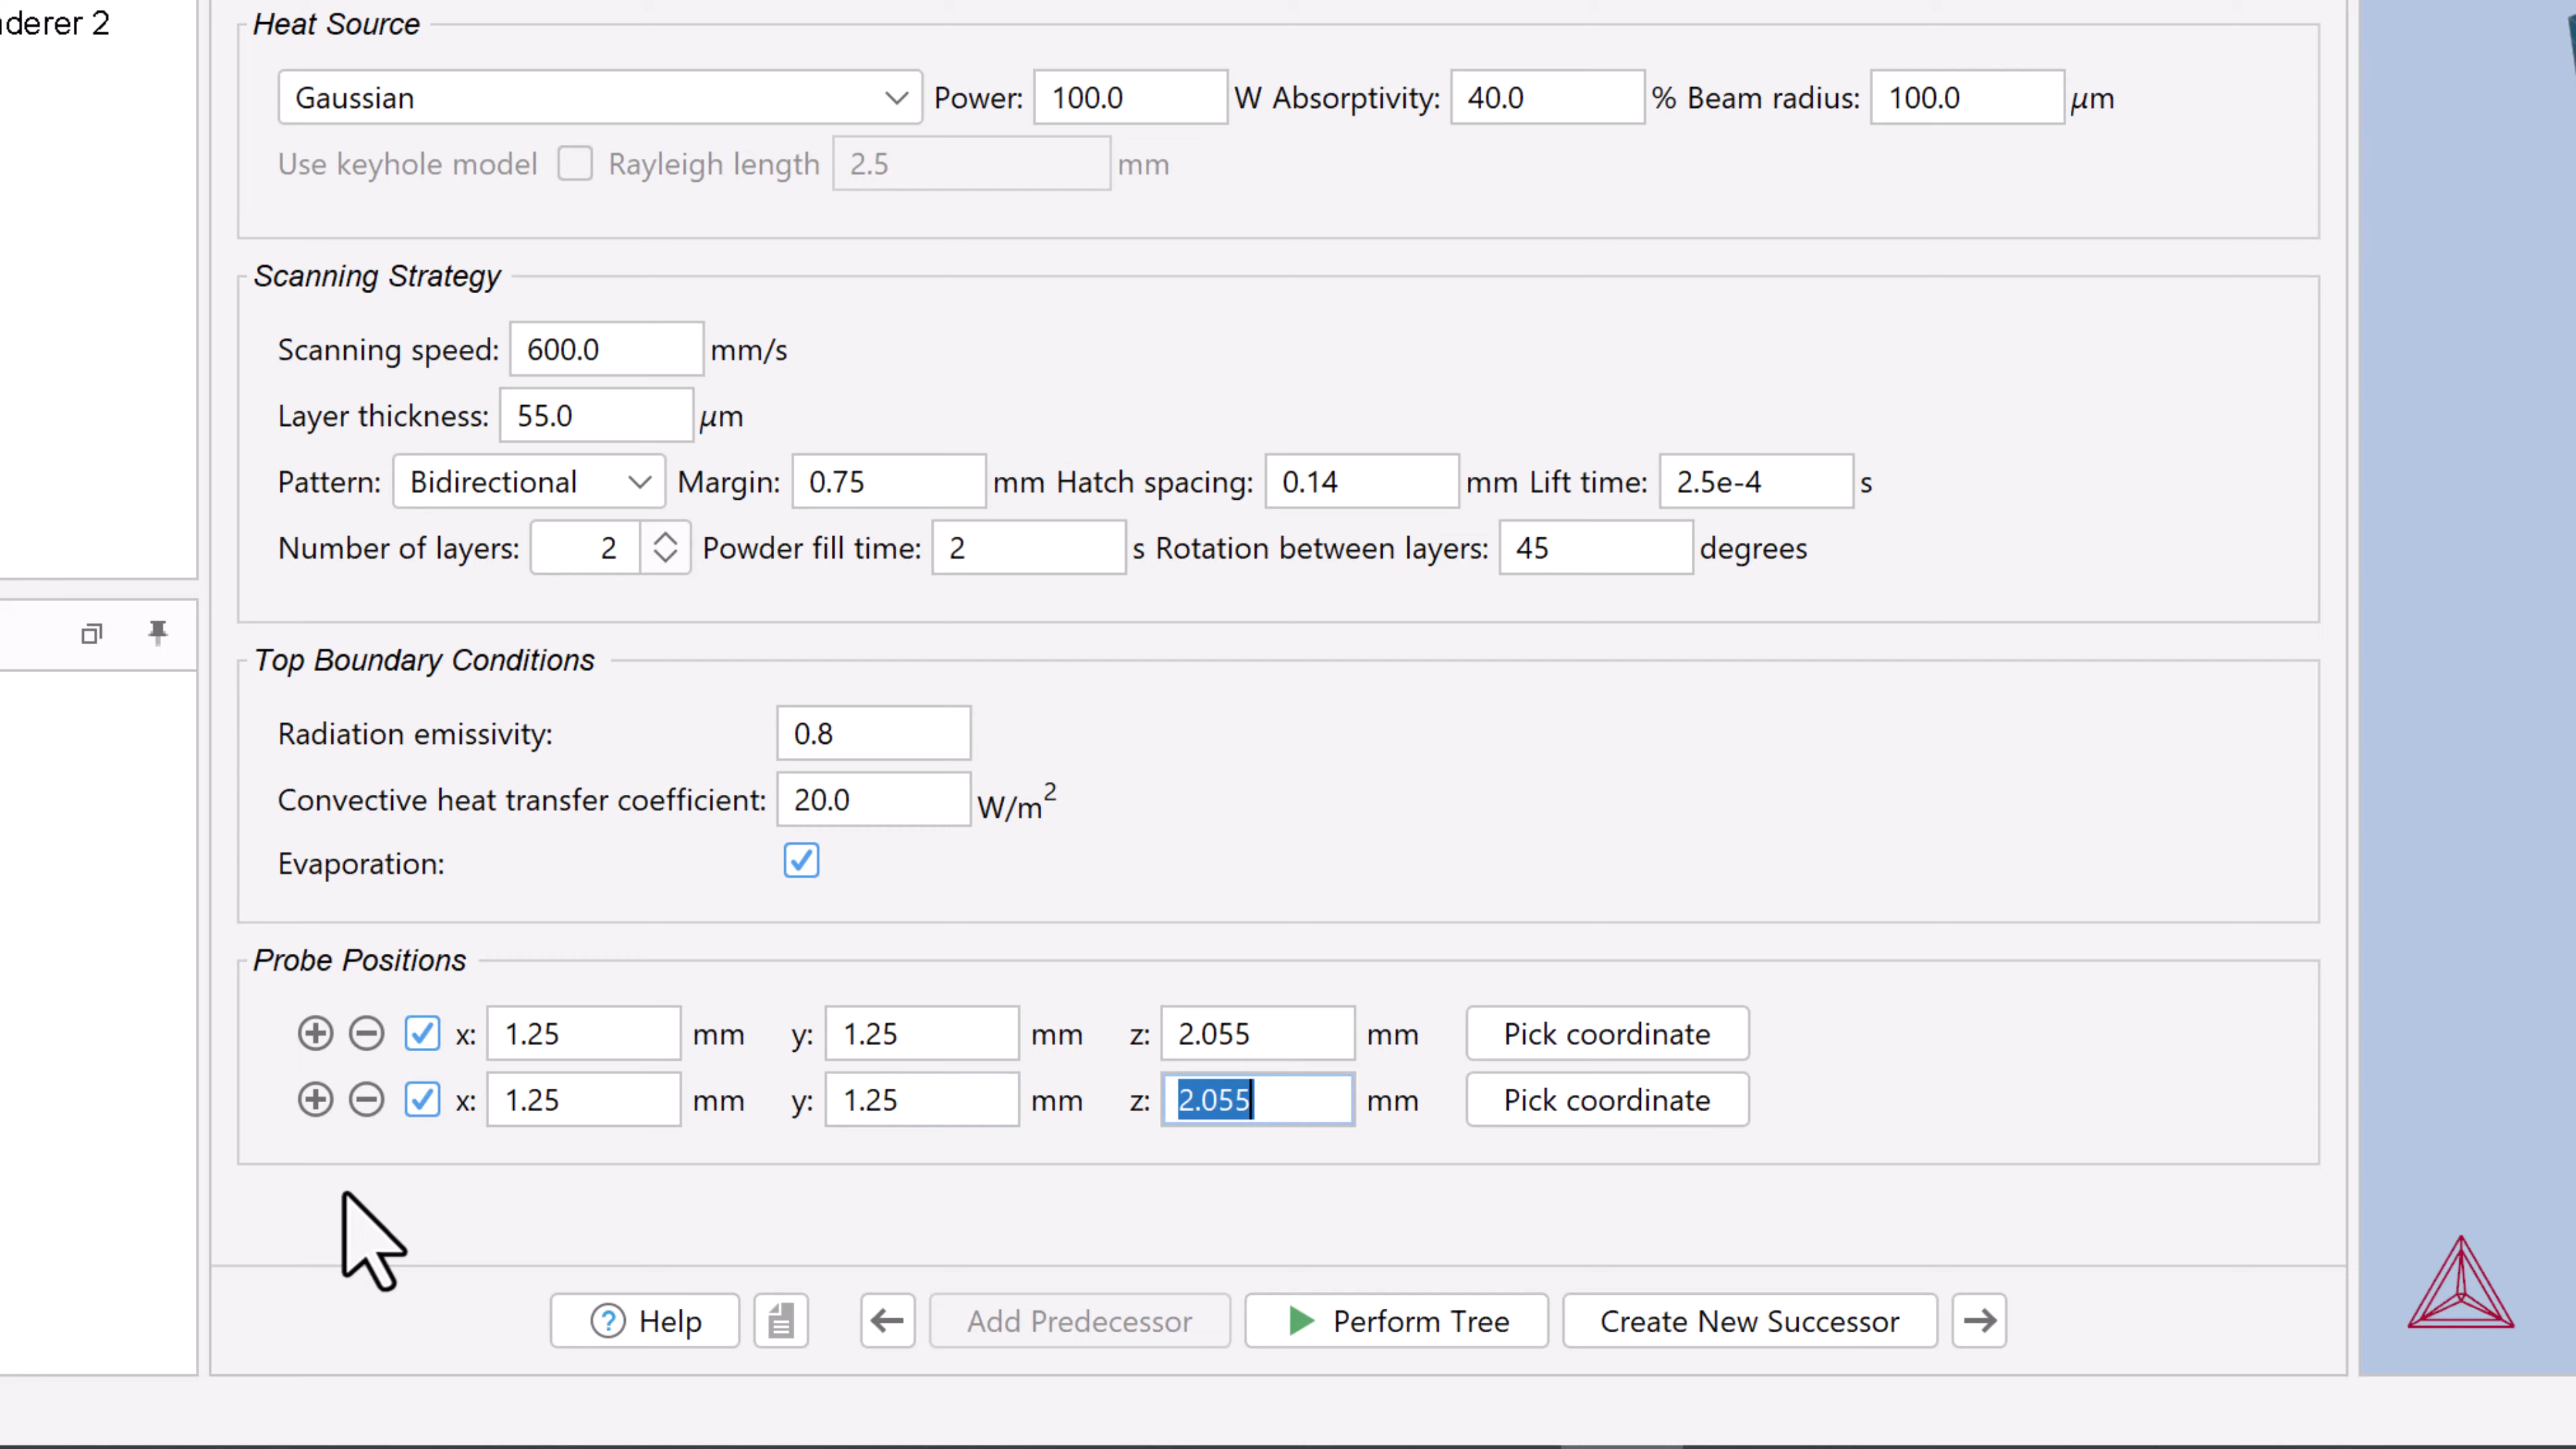 derer 2
Heat Source
Gaussian Power: 100.0 W Absorptivity: 40.0 % Beam radius: 100.0 μm
Use keyhole model Rayleigh length 2.5 mm
Scanning Strategy
Scanning speed: 600.0 mm/s
Layer thickness: 55.0 μm
Pattern: Bidirectional Margin: 0.75 mm Hatch spacing: 0.14 mm Lift time: 2.5e-4 s
Number of layers: 2 Powder fill time: 2 s Rotation between layers: 45 degrees
Top Boundary Conditions
Radiation emissivity: 0.8
Convective heat transfer coefficient: 20.0 W/m²
Evaporation:
Probe Positions
x: 1.25 mm y: 1.25 mm z: 2.055 mm Pick coordinate
x: 1.25 mm y: 1.25 mm z: 2.055 mm Pick coordinate
? Help Add Predecessor Perform Tree Create New Successor